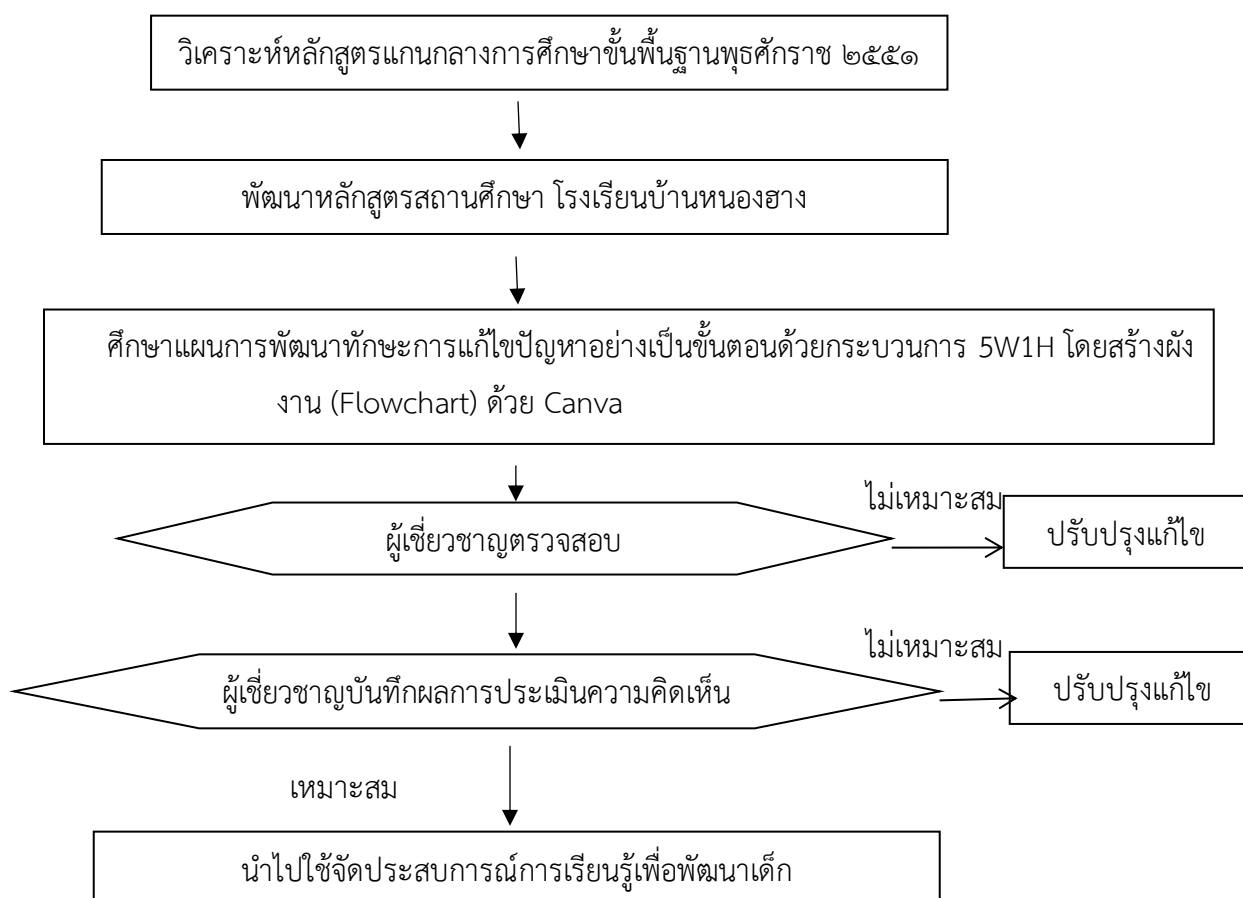 วิเคราะห์หลักสูตรแกนกลางการศึกษาขั้นพื้นฐานพุธศักราช ๒๕๕๑
พัฒนาหลักสูตรสถานศึกษา โรงเรียนบ้านหนองฮาง
ศึกษาแผนการพัฒนาทักษะการแก้ไขปัญหาอย่างเป็นขั้นตอนด้วยกระบวนการ 5W1H โดยสร้างผัง
งาน (Flowchart) ด้วย Canva
ไม่เหมาะสม
ผู้เชี่ยวชาญตรวจสอบ
ปรับปรุงแก้ไข
ไม่เหมาะสม
ผู้เชี่ยวชาญบันทึกผลการประเมินความคิดเห็น
ปรับปรุงแก้ไข
เหมาะสม
นำไปใช้จัดประสบการณ์การเรียนรู้เพื่อพัฒนาเด็ก